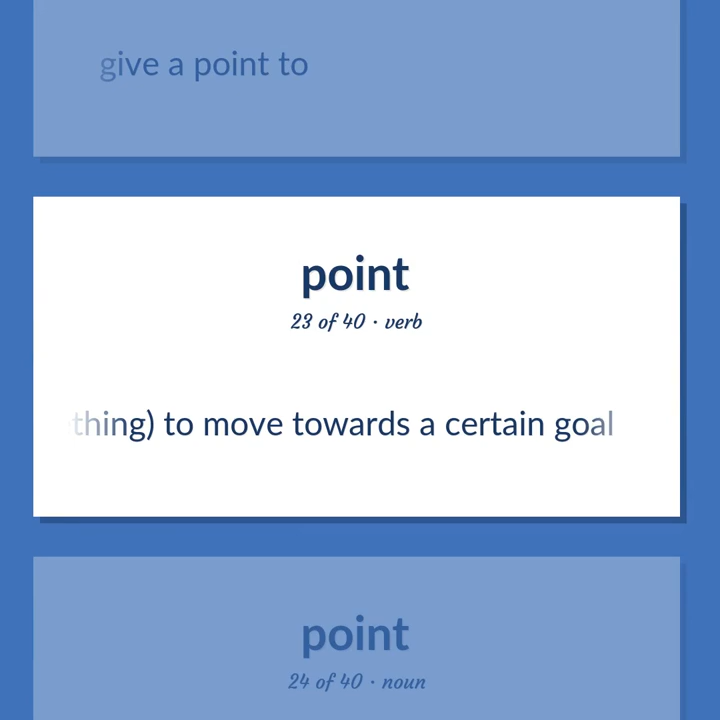 give a point to
point
23 of 40 · verb
thing) to move towards a certain goal
point
24 of 40 · noun